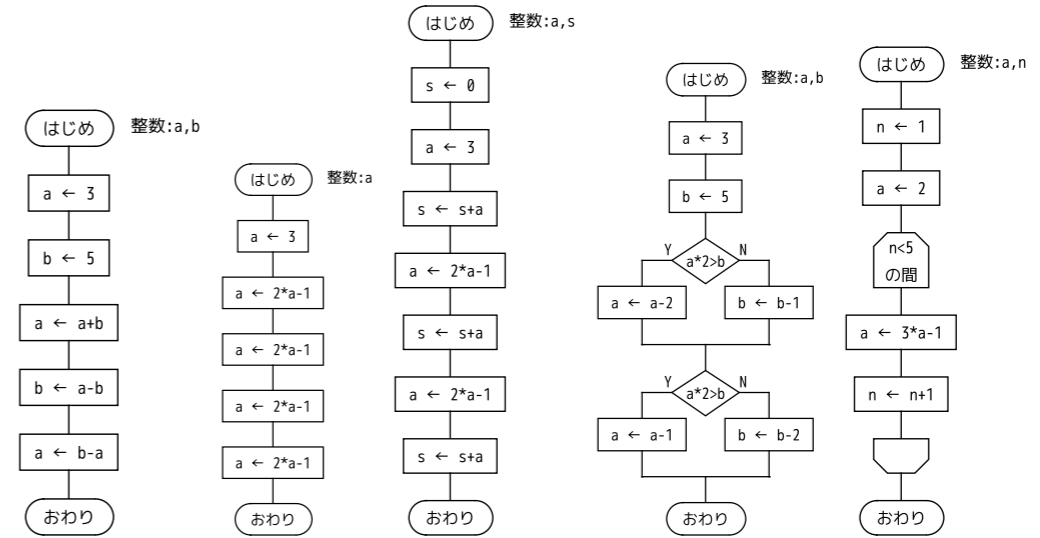 はじめ 整数:a,b
a ← 3
b ← 5
a ← a+b
b ← a-b
a ← b-a
おわり
はじめ 整数:a
a ← 3
a ← 2*a-1
a ← 2*a-1
a ← 2*a-1
a ← 2*a-1
おわり
はじめ 整数:a,s
s ← 0
a ← 3
s ← s+a
a ← 2*a-1
s ← s+a
a ← 2*a-1
s ← s+a
おわり
はじめ 整数:a,b
a ← 3
b ← 5
Y a*2>b N
a ← a-2 b ← b-1
Y a*2>b N
a ← a-1 b ← b-2
おわり
はじめ 整数:a,n
n ← 1
a ← 2
n<5
の間
a ← 3*a-1
n ← n+1
おわり